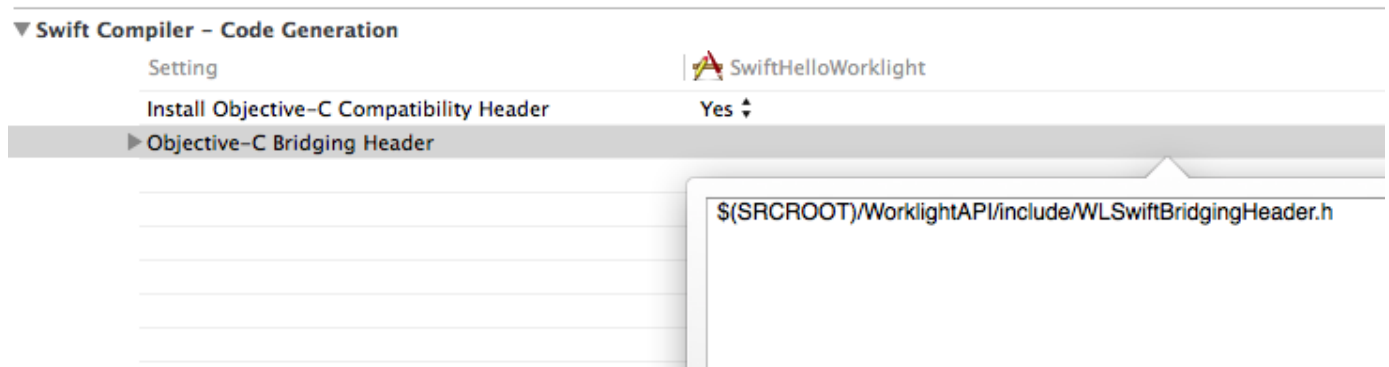 Swift Compiler – Code Generation
Setting SwiftHelloWorklight
Install Objective-C Compatibility Header Yes
Objective-C Bridging Header
$(SRCROOT)/WorklightAPI/include/WLSwiftBridgingHeader.h